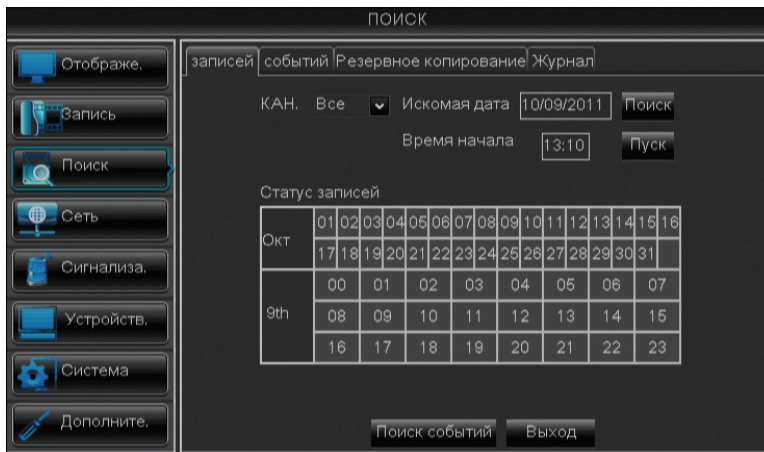 ПОИСК
Отображе.
Запись
Поиск
Сеть
Сигнализа.
Устройств.
Система
Дополните.
записей событий Резервное копирование Журнал
КАН. Все Искомая дата 10/09/2011 Поиск
Время начала 13:10 Пуск
Статус записей
Окт
01 02 03 04 05 06 07 08 09 10 11 12 13 14 15 16
17 18 19 20 21 22 23 24 25 26 27 28 29 30 31
9th
00 01 02 03 04 05 06 07
08 09 10 11 12 13 14 15
16 17 18 19 20 21 22 23
Поиск событий Выход